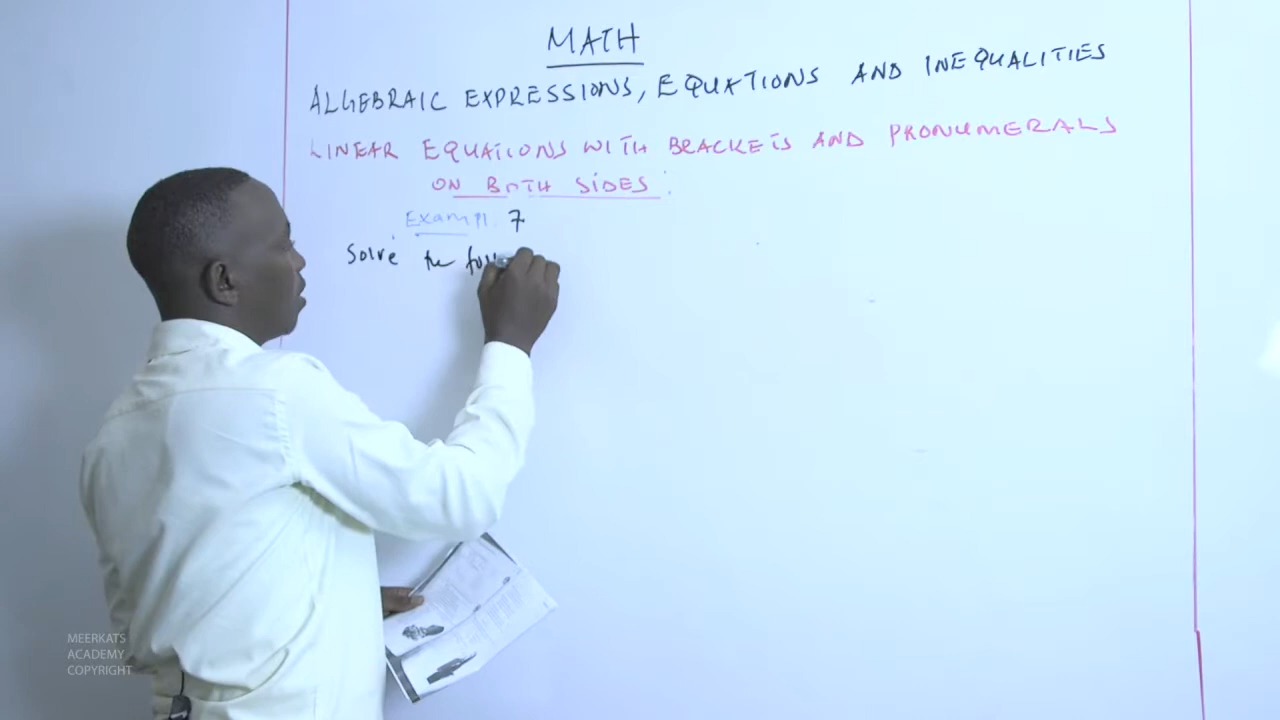 MATH
ALGEBRAIC EXPRESSIONS, EQUATIONS AND INEQUALITIES
LINEAR EQUATIONS WITH BRACKETS AND PRONUMERALS
ON BOTH SIDES:
Exampl 7
Solve the foll
MEERKATS
ACADEMY
COPYRIGHT